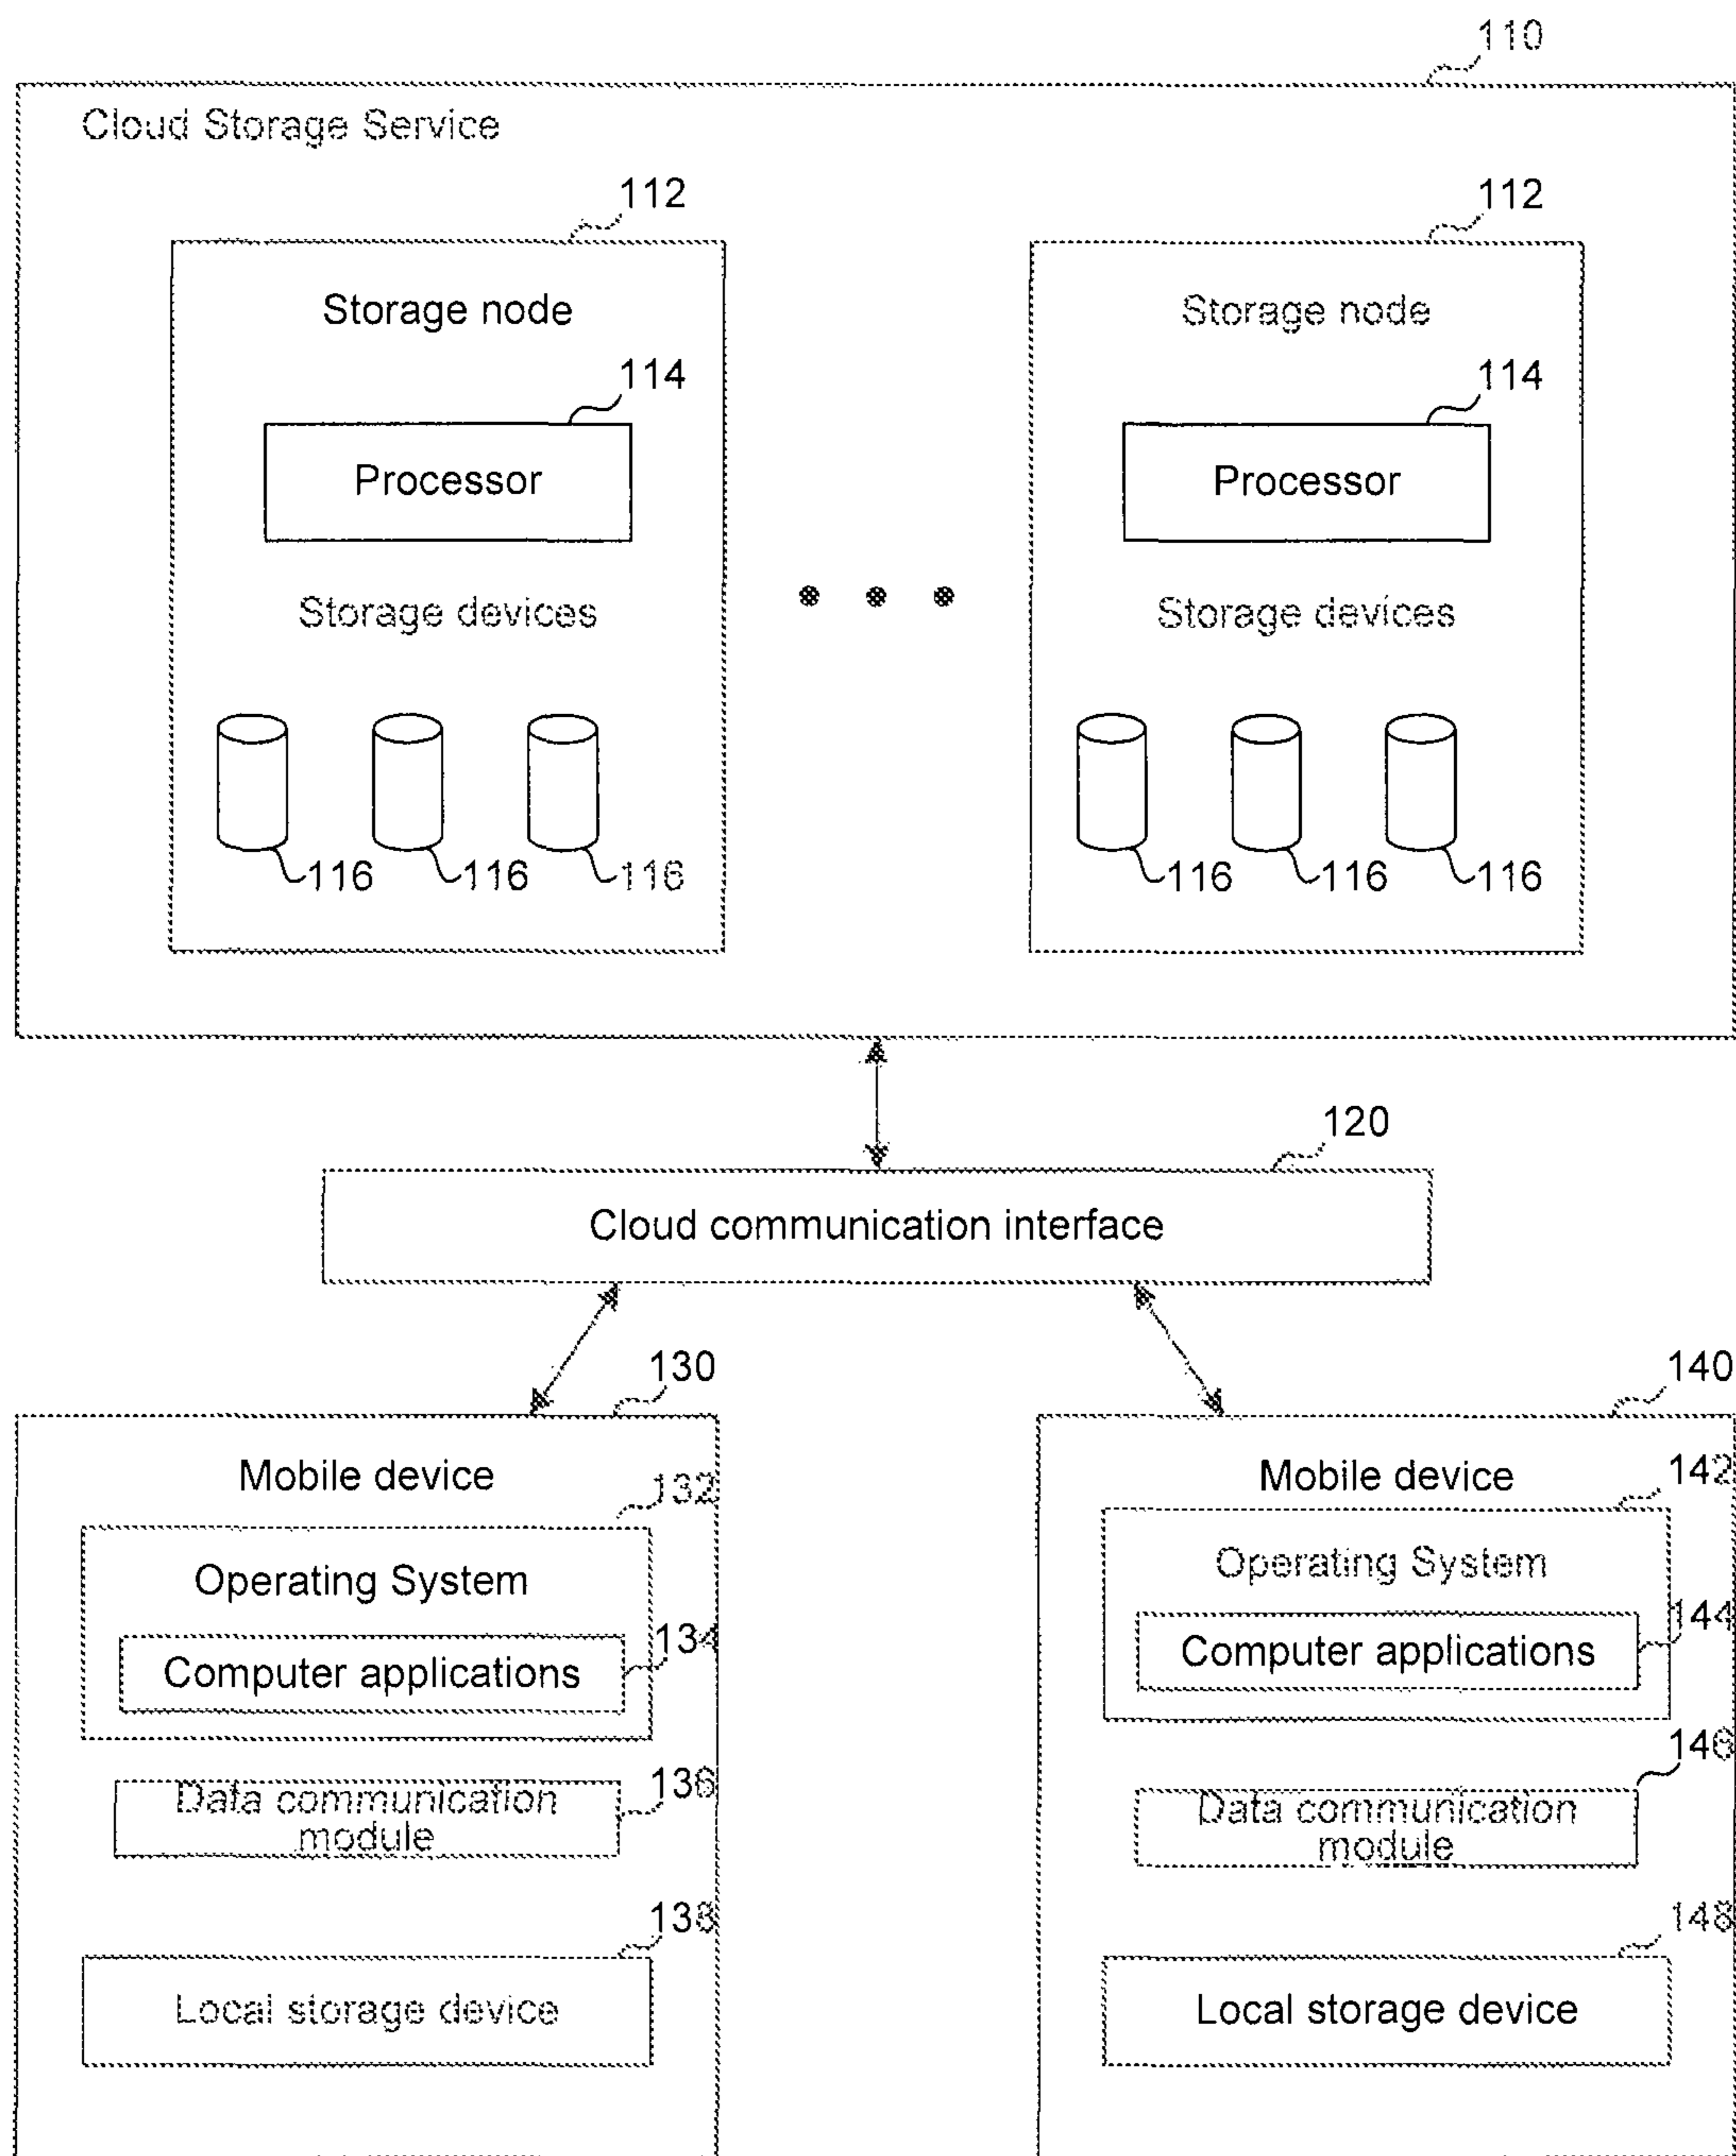 110
Cloud Storage Service
112
112
Storage node
Storage node
114
114
Processor
Processor
Storage devices
Storage devices
116
116
116
116
116
116
120
Cloud communication interface
130
140
Mobile device
Mobile device
132
142
Operating System
Operating System
134
144
Computer applications
Computer applications
136
146
Data communication
module
Data communication
module
138
148
Local storage device
Local storage device